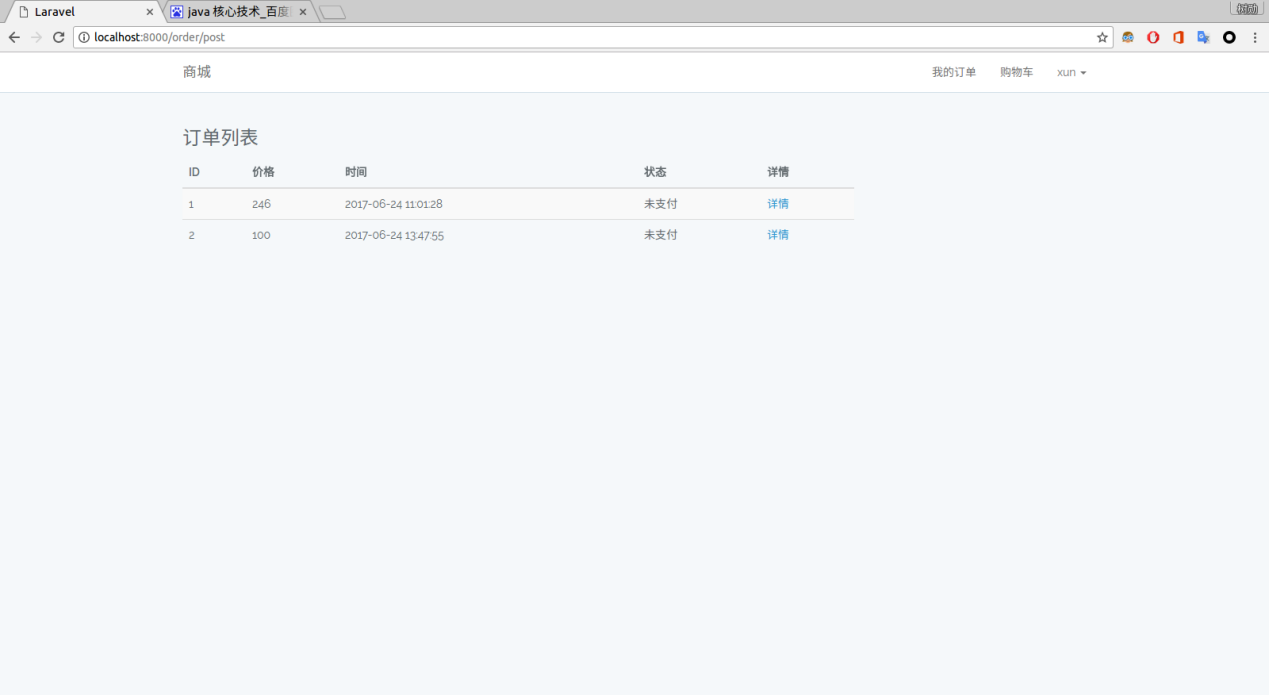 Laravel
java 核心技术_百度
localhost:8000/order/post
商城 我的订单 购物车 xun
订单列表
ID 价格 时间 状态 详情
1 246 2017-06-24 11:01:28 未支付 详情
2 100 2017-06-24 13:47:55 未支付 详情